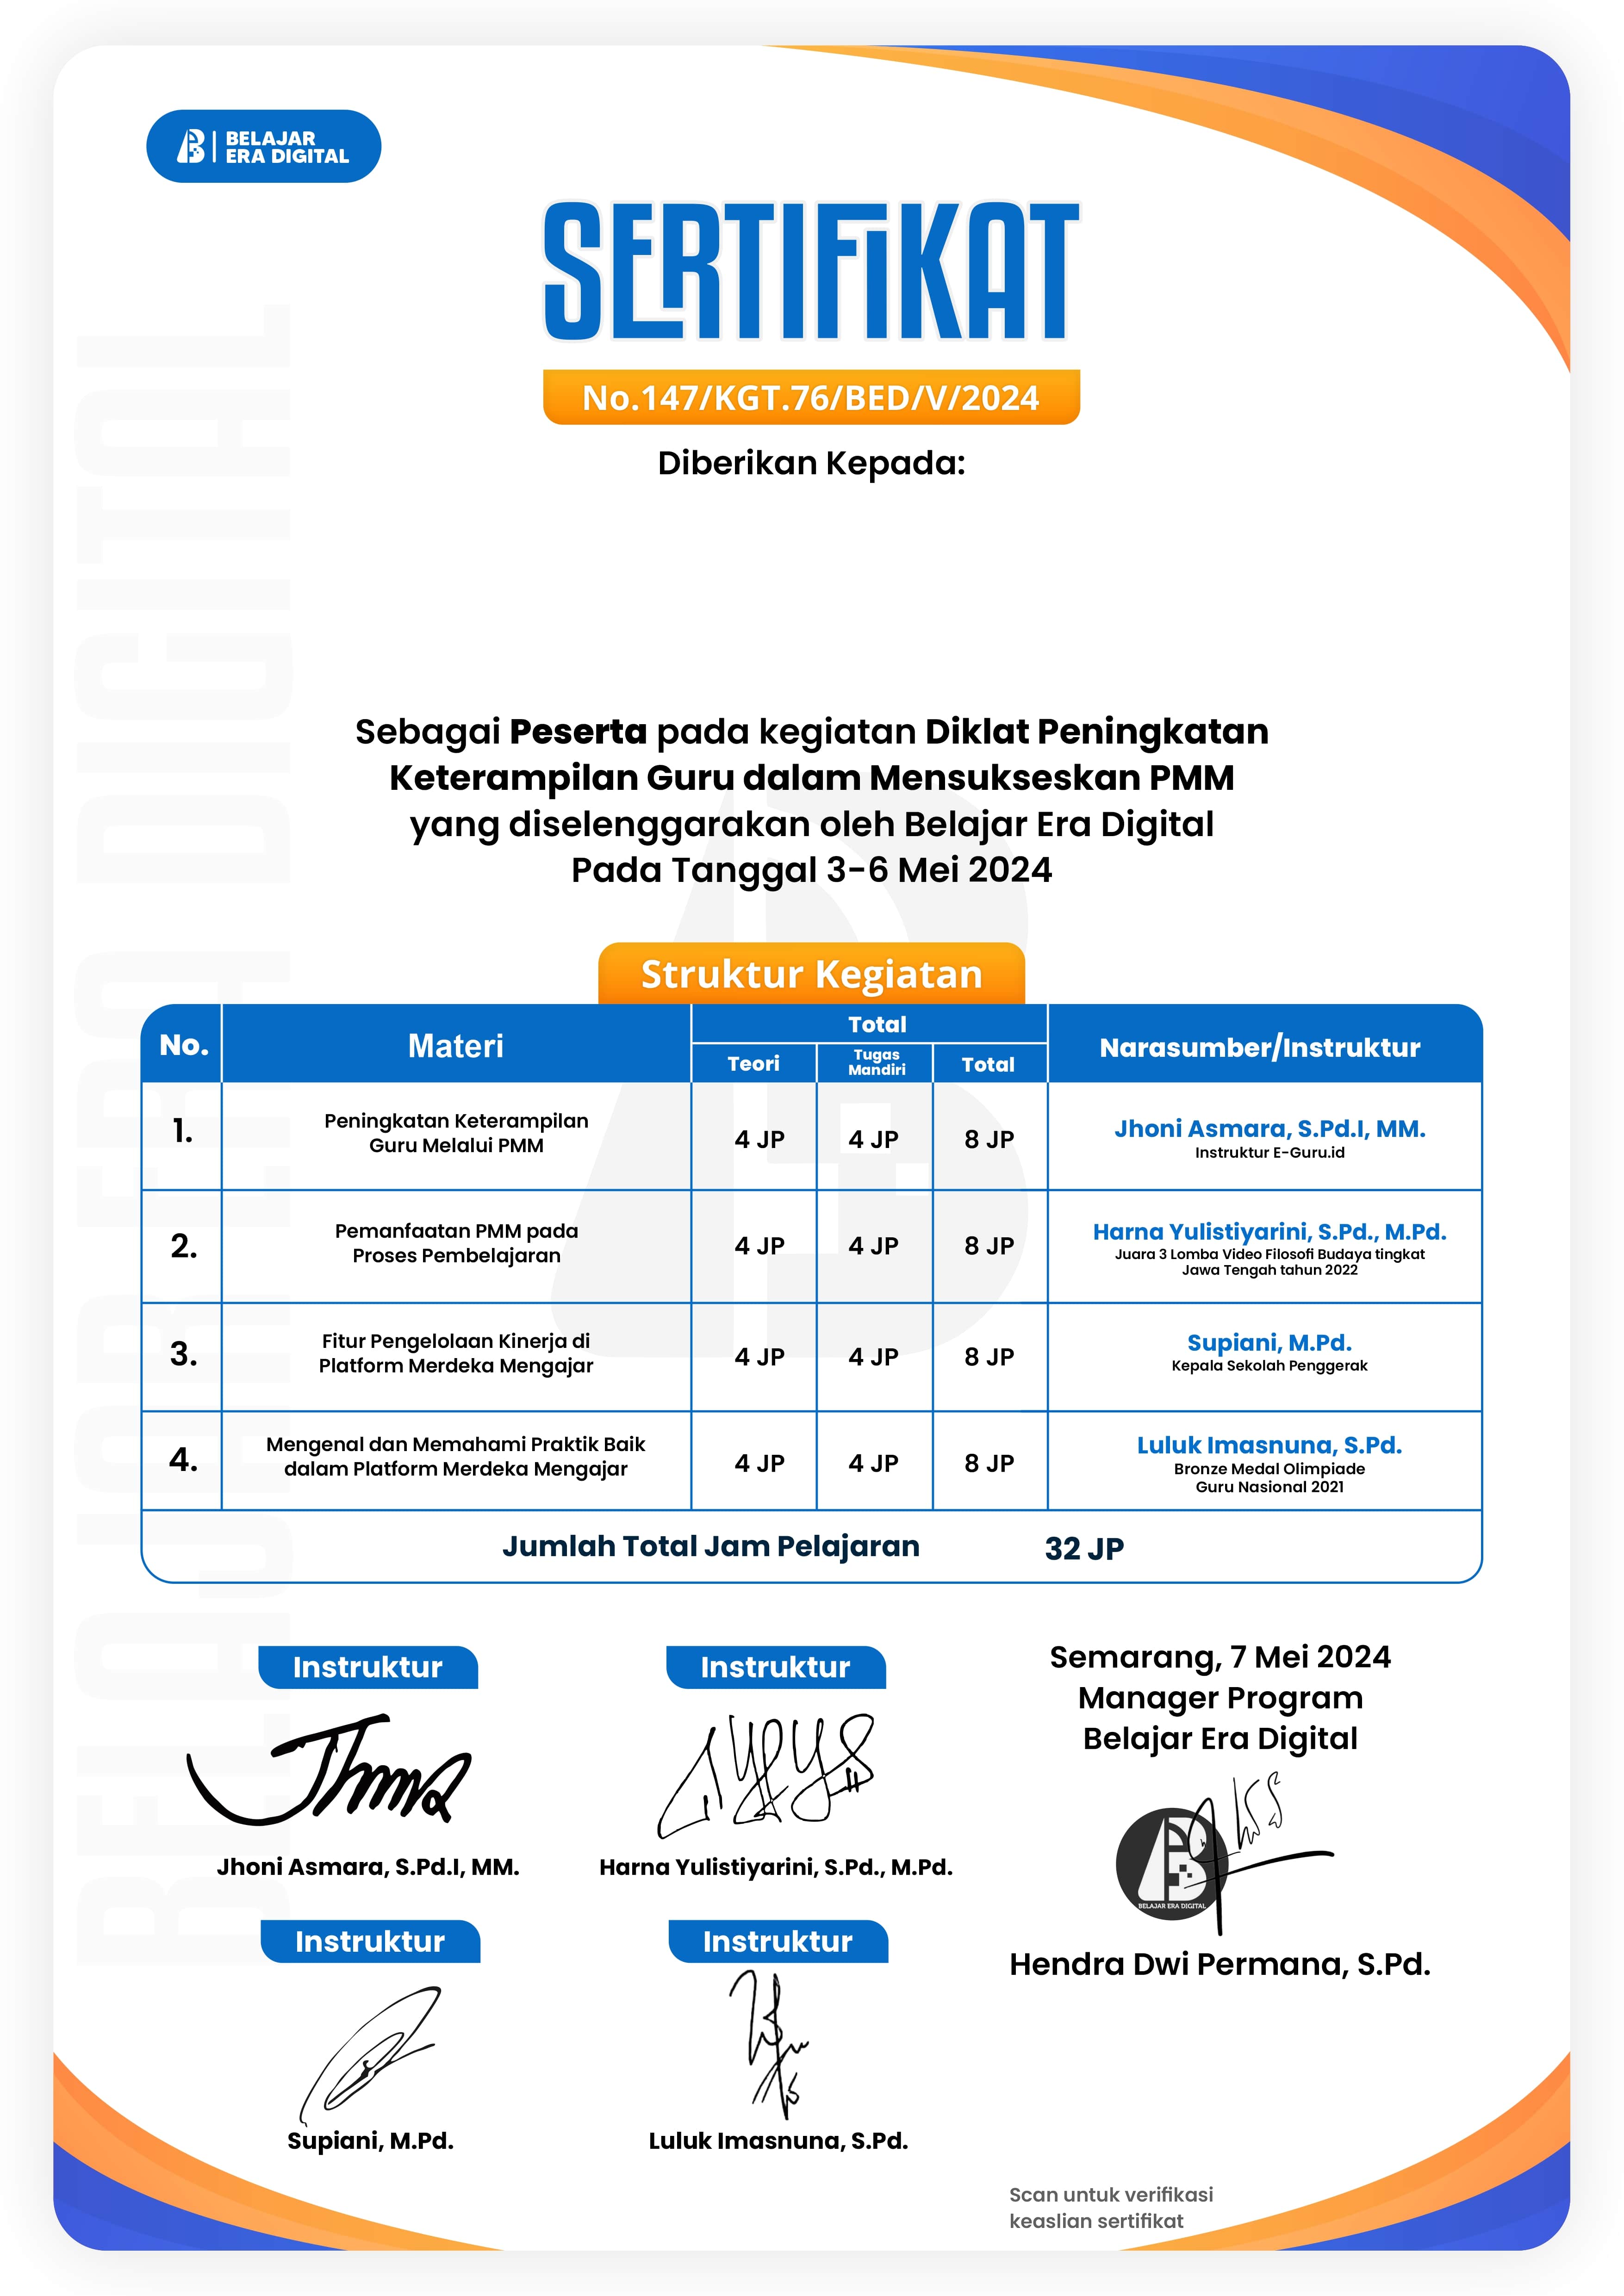 BELAJAR
ERA DIGITAL
SERTIFIKAT
No.147/KGT.76/BED/V/2024
Diberikan Kepada:
Sebagai Peserta pada kegiatan Diklat Peningkatan
Keterampilan Guru dalam Mensukseskan PMM
yang diselenggarakan oleh Belajar Era Digital
Pada Tanggal 3-6 Mei 2024
Struktur Kegiatan
No. Materi Total Narasumber/Instruktur
Teori Tugas Mandiri Total
1. Peningkatan Keterampilan Guru Melalui PMM 4 JP 4 JP 8 JP Jhoni Asmara, S.Pd.I, MM.
Instruktur E-Guru.id
2. Pemanfaatan PMM pada Proses Pembelajaran 4 JP 4 JP 8 JP Harna Yulistiyarini, S.Pd., M.Pd.
Juara 3 Lomba Video Filosofi Budaya tingkat
Jawa Tengah tahun 2022
3. Fitur Pengelolaan Kinerja di Platform Merdeka Mengajar 4 JP 4 JP 8 JP Supiani, M.Pd.
Kepala Sekolah Penggerak
4. Mengenal dan Memahami Praktik Baik dalam Platform Merdeka Mengajar 4 JP 4 JP 8 JP Luluk Imasnuna, S.Pd.
Bronze Medal Olimpiade
Guru Nasional 2021
Jumlah Total Jam Pelajaran 32 JP
Instruktur
Jhoni Asmara, S.Pd.I, MM.
Instruktur
Harna Yulistiyarini, S.Pd., M.Pd.
Semarang, 7 Mei 2024
Manager Program
Belajar Era Digital
BELAJAR ERA DIGITAL
Hendra Dwi Permana, S.Pd.
Instruktur
Supiani, M.Pd.
Instruktur
Luluk Imasnuna, S.Pd.
Scan untuk verifikasi
keaslian sertifikat
BELAJAR ERA DIGITAL